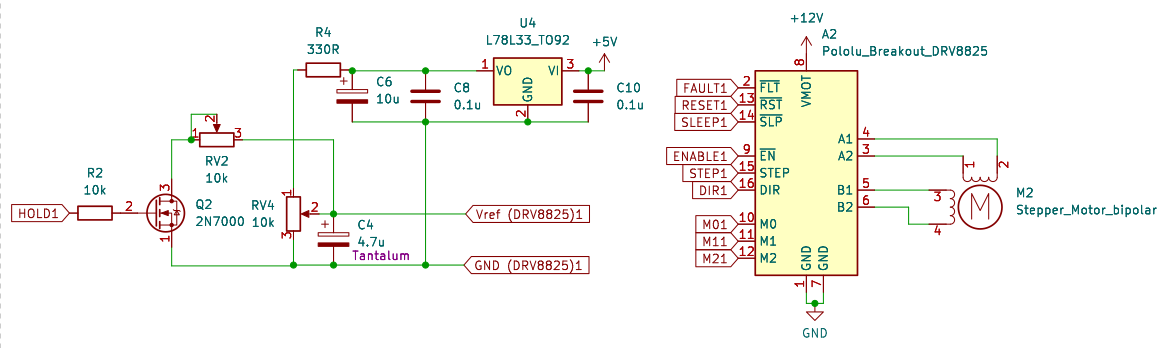 +12V
A2
Pololu_Breakout_DRV8825
U4
L78L33_TO92
+5V
R4
330R
1 VO VI 3
GND
2
C6
10u
C8
0.1u
C10
0.1u
8
VMOT
FAULT1 2 FLT
RESET1 13 RST
SLEEP1 14 SLP
ENABLE1 9 EN
STEP1 15 STEP
DIR1 16 DIR
M01 10 M0
M11 11 M1
M21 12 M2
A1 4
A2 3
B1 5
B2 6
GND GND
1 7
GND
1 2
3
4
M
M2
Stepper_Motor_bipolar
2
1 3
RV2
10k
R2
10k
HOLD1
2
3
1
Q2
2N7000
1
2
3
RV4
10k
C4
4.7u
Tantalum
Vref (DRV8825)1
GND (DRV8825)1
+
+